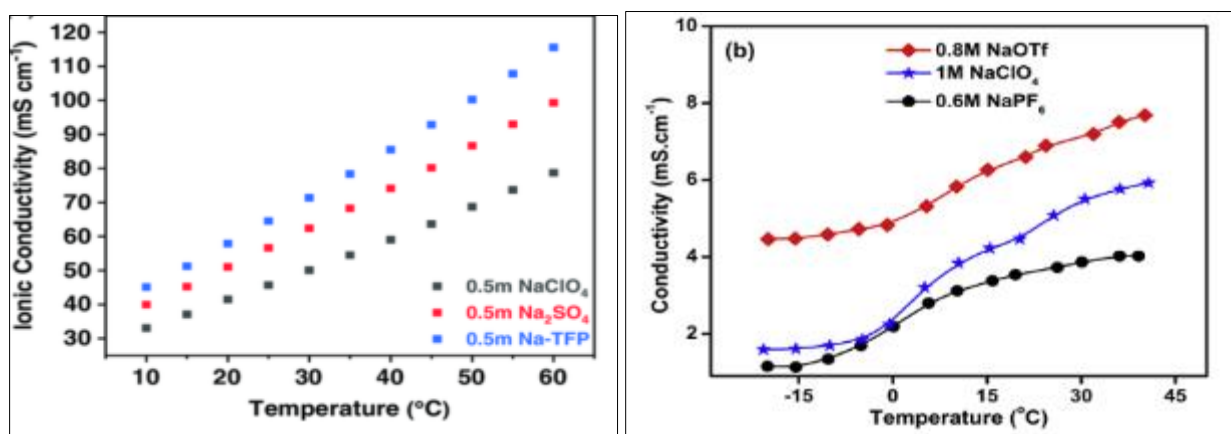 Ionic Conductivity (mS cm⁻¹)
120
110
100
90
80
70
60
50
40
30
0.5m NaClO₄
0.5m Na₂SO₄
0.5m Na-TFP
10 20 30 40 50 60
Temperature (°C)
(b)
0.8M NaOTf
1M NaClO₄
0.6M NaPF₆
Conductivity (mS.cm⁻¹)
10
8
6
4
2
-15 0 15 30 45
Temperature (°C)